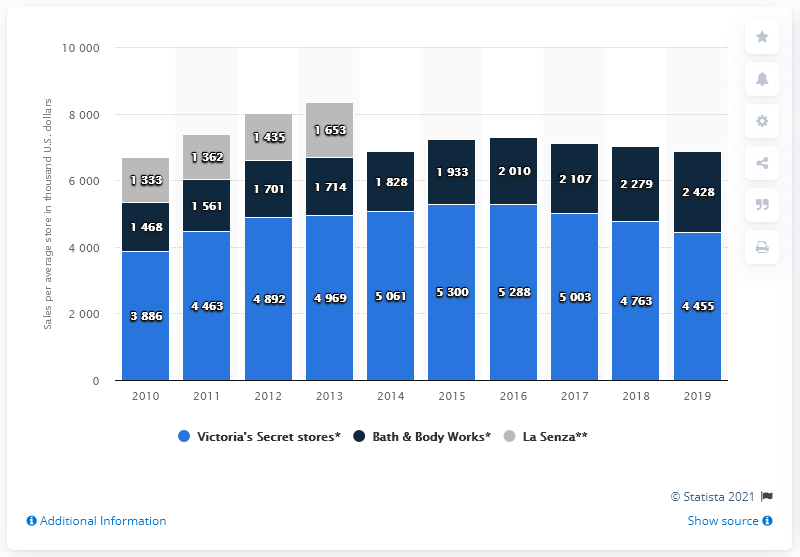 10 000
8 000
6 000
4 000
2 000
0
Sales per average store in thousand U.S. dollars
1 333 1 362 1 435 1 653
1 468 1 561 1 701 1 714 1 828 1 933 2 010 2 107 2 279 2 428
3 886 4 463 4 892 4 969 5 061 5 300 5 288 5 003 4 763 4 455
2010 2011 2012 2013 2014 2015 2016 2017 2018 2019
Victoria's Secret stores* Bath & Body Works* La Senza**
© Statista 2021
Additional Information Show source